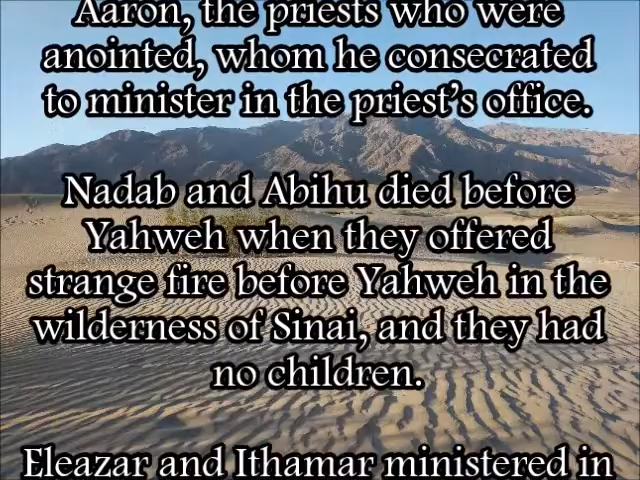 Aaron, the priests who were
anointed, whom he consecrated
to minister in the priest's office.
Nadab and Abihu died before
Yahweh when they offered
strange fire before Yahweh in the
wilderness of Sinai, and they had
no children.
Eleazar and Ithamar ministered in